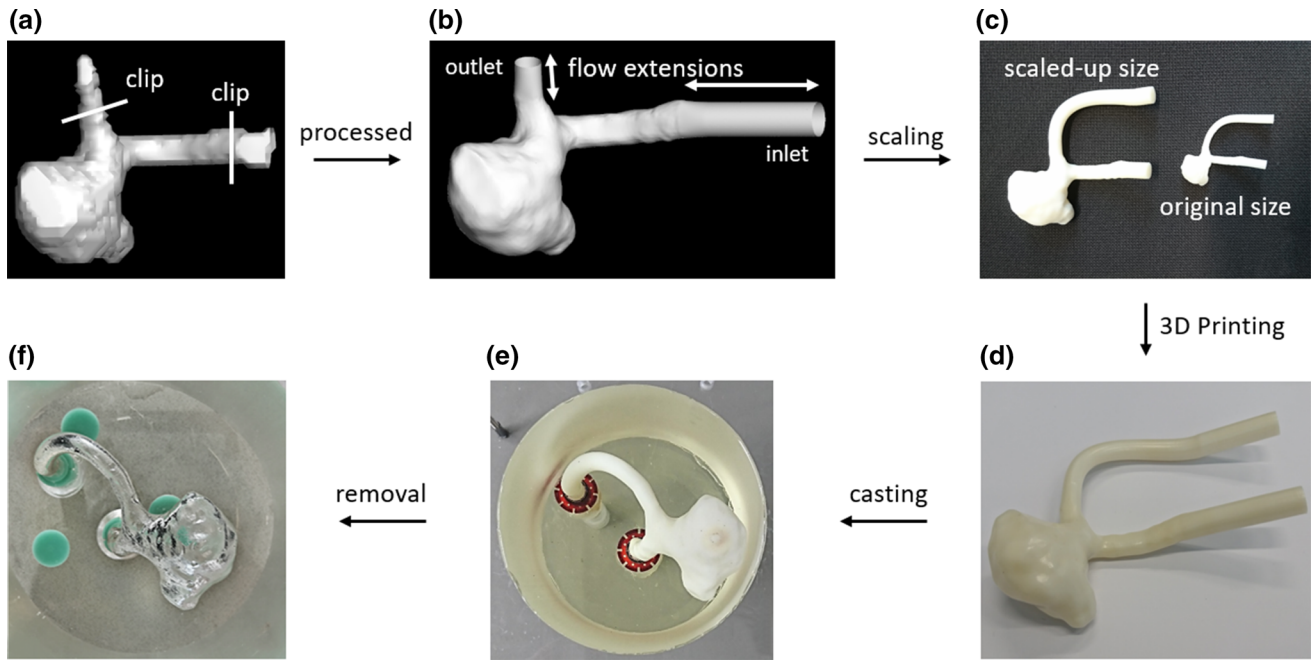 (a)
clip
clip
processed
(b)
outlet
flow extensions
inlet
scaling
(c)
scaled-up size
original size
3D Printing
(d)
casting
(e)
removal
(f)